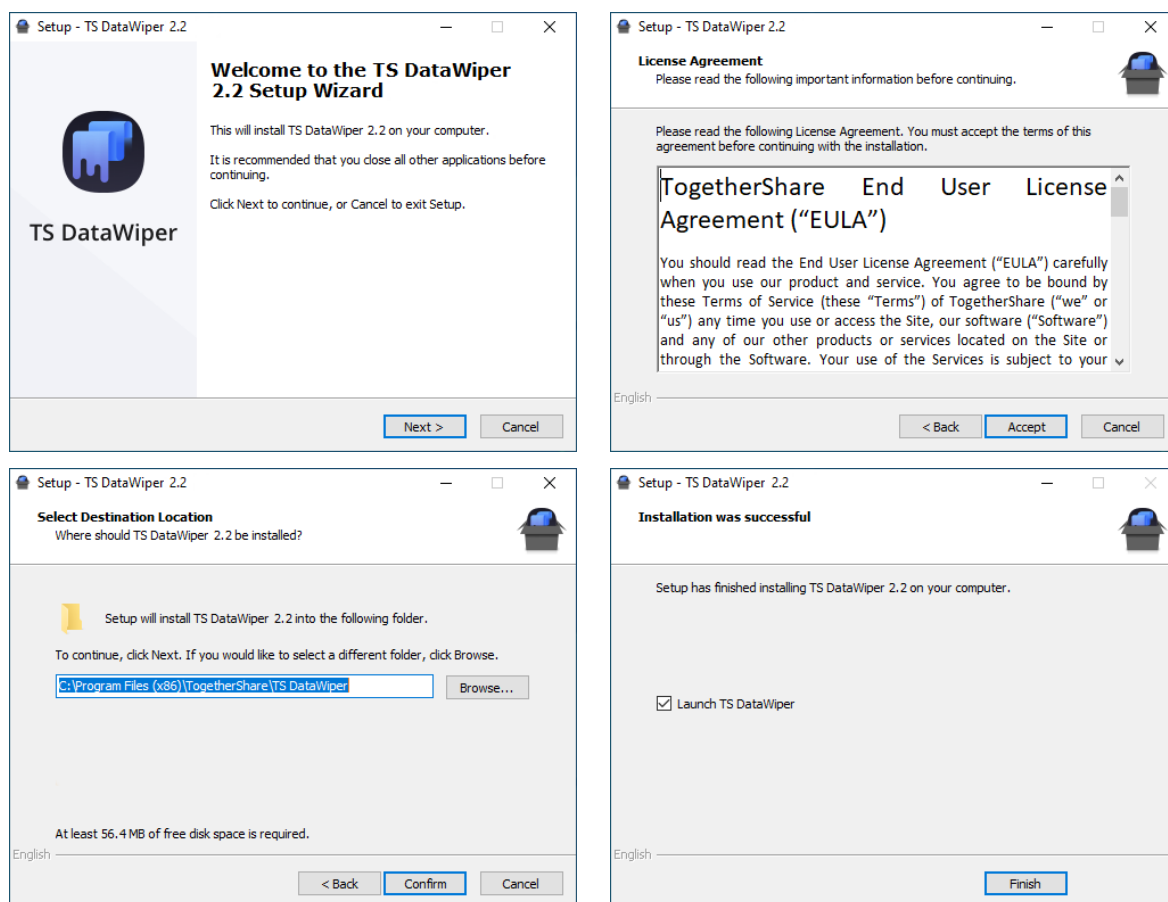 Setup - TS DataWiper 2.2
Welcome to the TS DataWiper
2.2 Setup Wizard
This will install TS DataWiper 2.2 on your computer.
It is recommended that you close all other applications before
continuing.
Click Next to continue, or Cancel to exit Setup.
TS DataWiper
Next >
Cancel
Setup - TS DataWiper 2.2
License Agreement
Please read the following important information before continuing.
Please read the following License Agreement. You must accept the terms of this
agreement before continuing with the installation.
TogetherShare End User License
Agreement (“EULA”)
You should read the End User License Agreement (“EULA”) carefully
when you use our product and service. You agree to be bound by
these Terms of Service (these “Terms”) of TogetherShare (“we” or
“us”) any time you use or access the Site, our software (“Software”)
and any of our other products or services located on the Site or
through the Software. Your use of the Services is subject to your
English
< Back
Accept
Cancel
Setup - TS DataWiper 2.2
Select Destination Location
Where should TS DataWiper 2.2 be installed?
Setup will install TS DataWiper 2.2 into the following folder.
To continue, click Next. If you would like to select a different folder, click Browse.
C:\Program Files (x86)\TogetherShare\TS DataWiper
Browse...
At least 56.4 MB of free disk space is required.
English
< Back
Confirm
Cancel
Setup - TS DataWiper 2.2
Installation was successful
Setup has finished installing TS DataWiper 2.2 on your computer.
Launch TS DataWiper
English
Finish